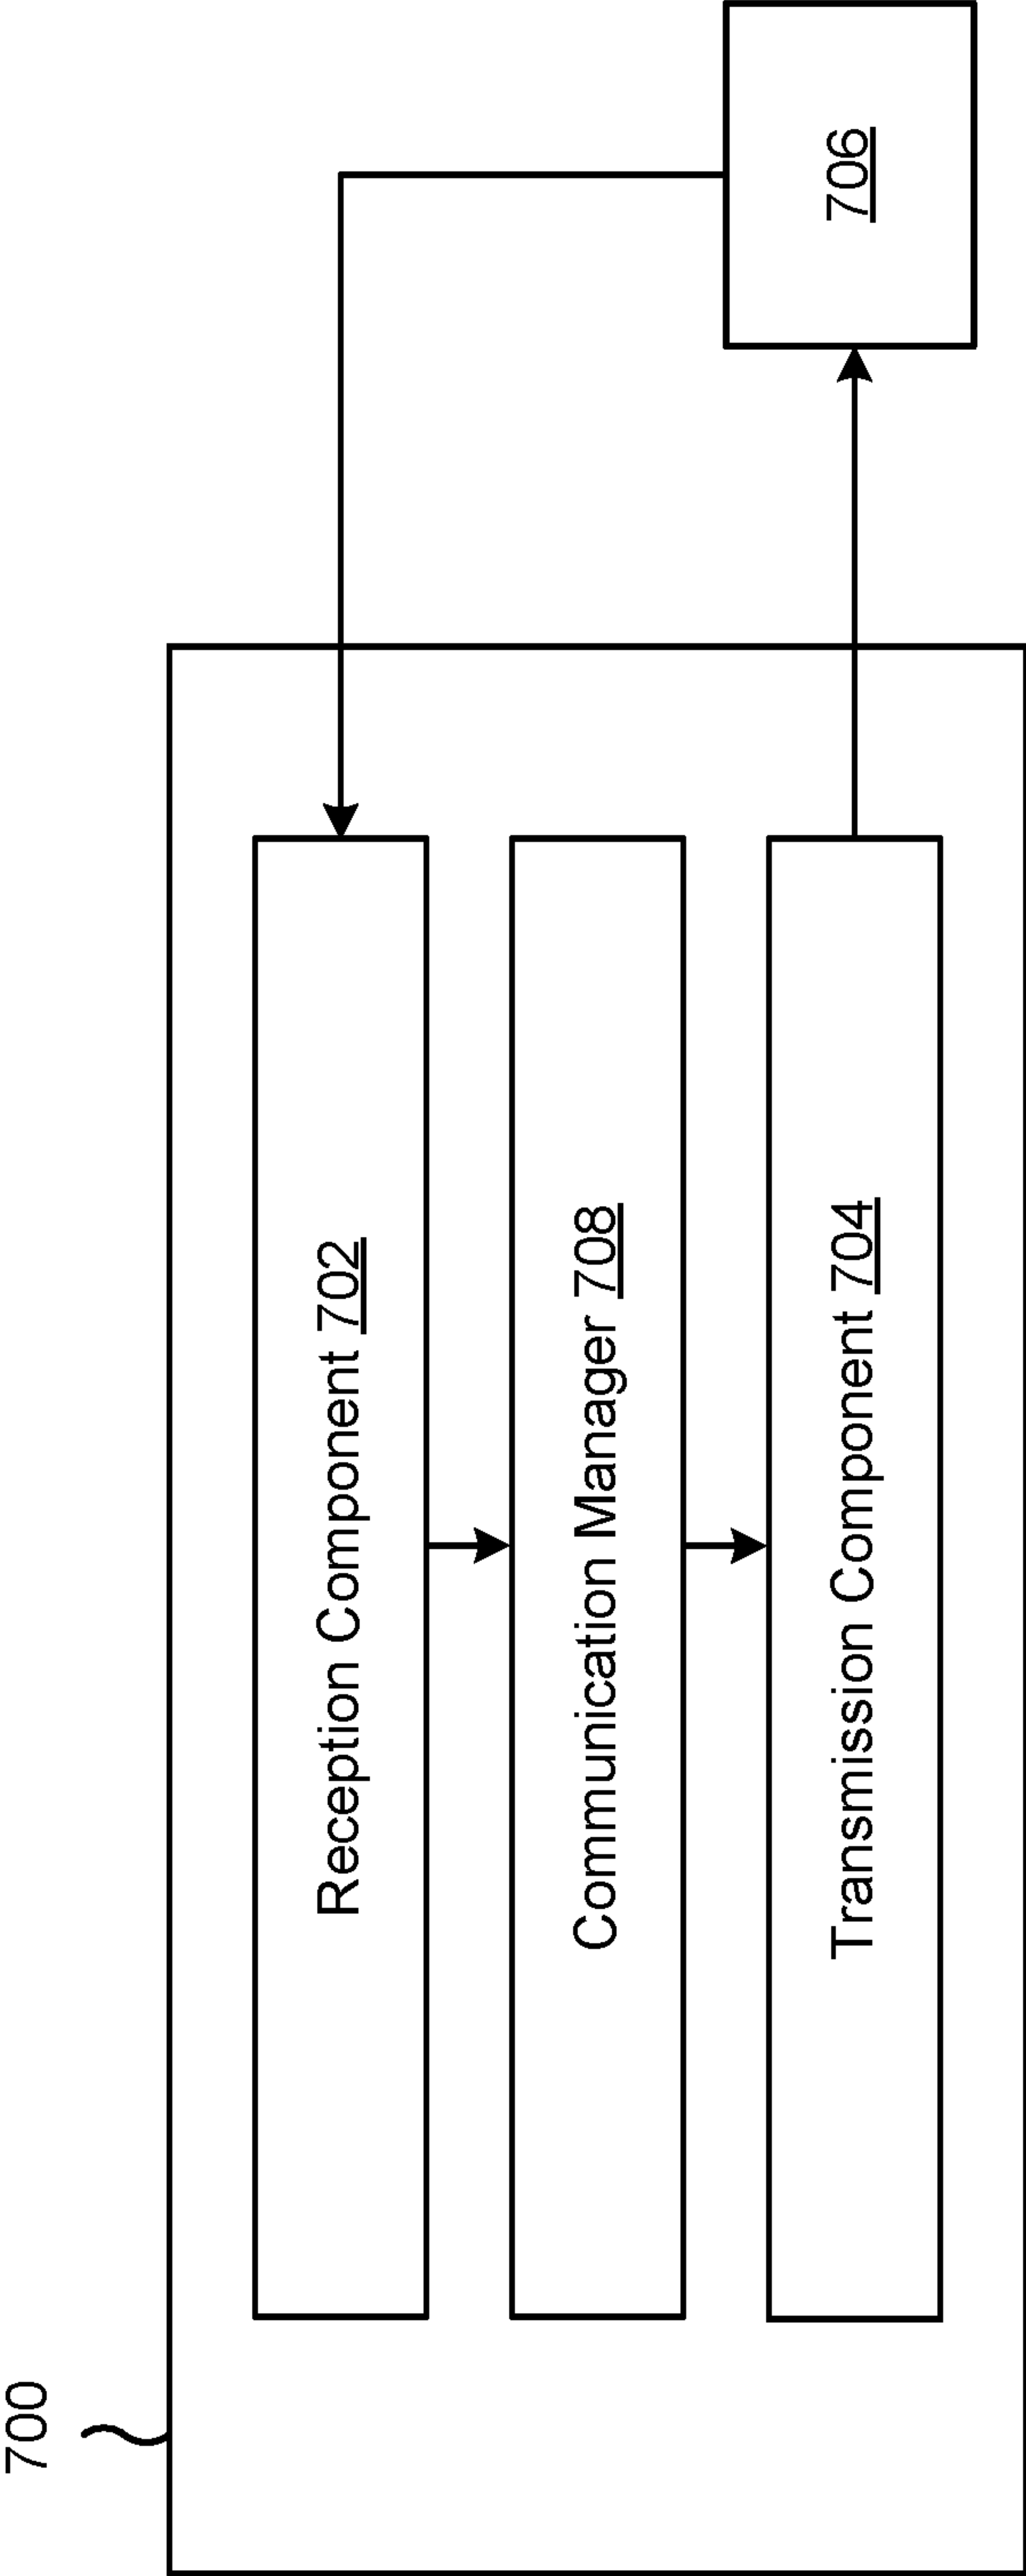 700
Reception Component 702
Communication Manager 708
Transmission Component 704
706